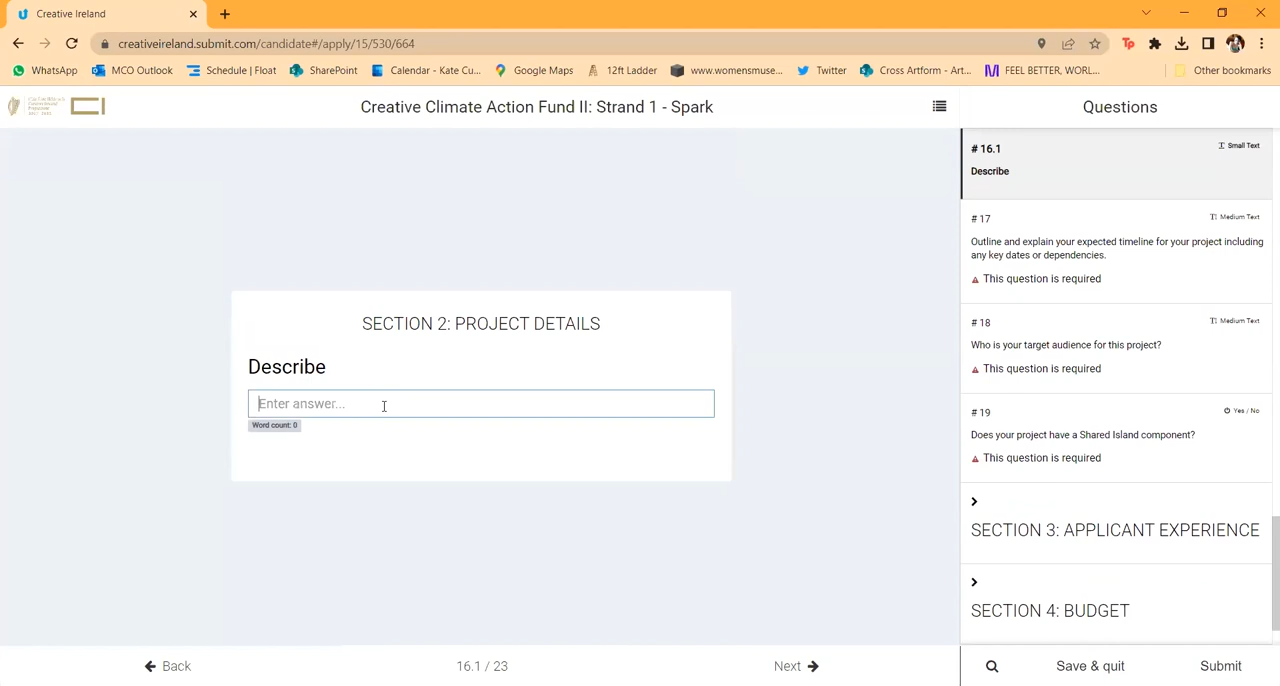 Creative Ireland
creativeireland.submit.com/candidate#/apply/15/530/664
WhatsApp
MCO Outlook
Schedule | Float
SharePoint
Calendar - Kate Cu...
Google Maps
12ft Ladder
www.womensmuse...
Twitter
Cross Artform - Art...
FEEL BETTER, WORL...
Other bookmarks
Creative Climate Action Fund II: Strand 1 - Spark
Questions
SECTION 2: PROJECT DETAILS
Describe
Enter answer...
Word count: 0
# 16.1
Small Text
Describe
# 17
Medium Text
Outline and explain your expected timeline for your project including
any key dates or dependencies.
This question is required
# 18
Medium Text
Who is your target audience for this project?
This question is required
# 19
Yes / No
Does your project have a Shared Island component?
This question is required
SECTION 3: APPLICANT EXPERIENCE
SECTION 4: BUDGET
Back
16.1 / 23
Next
Save & quit
Submit